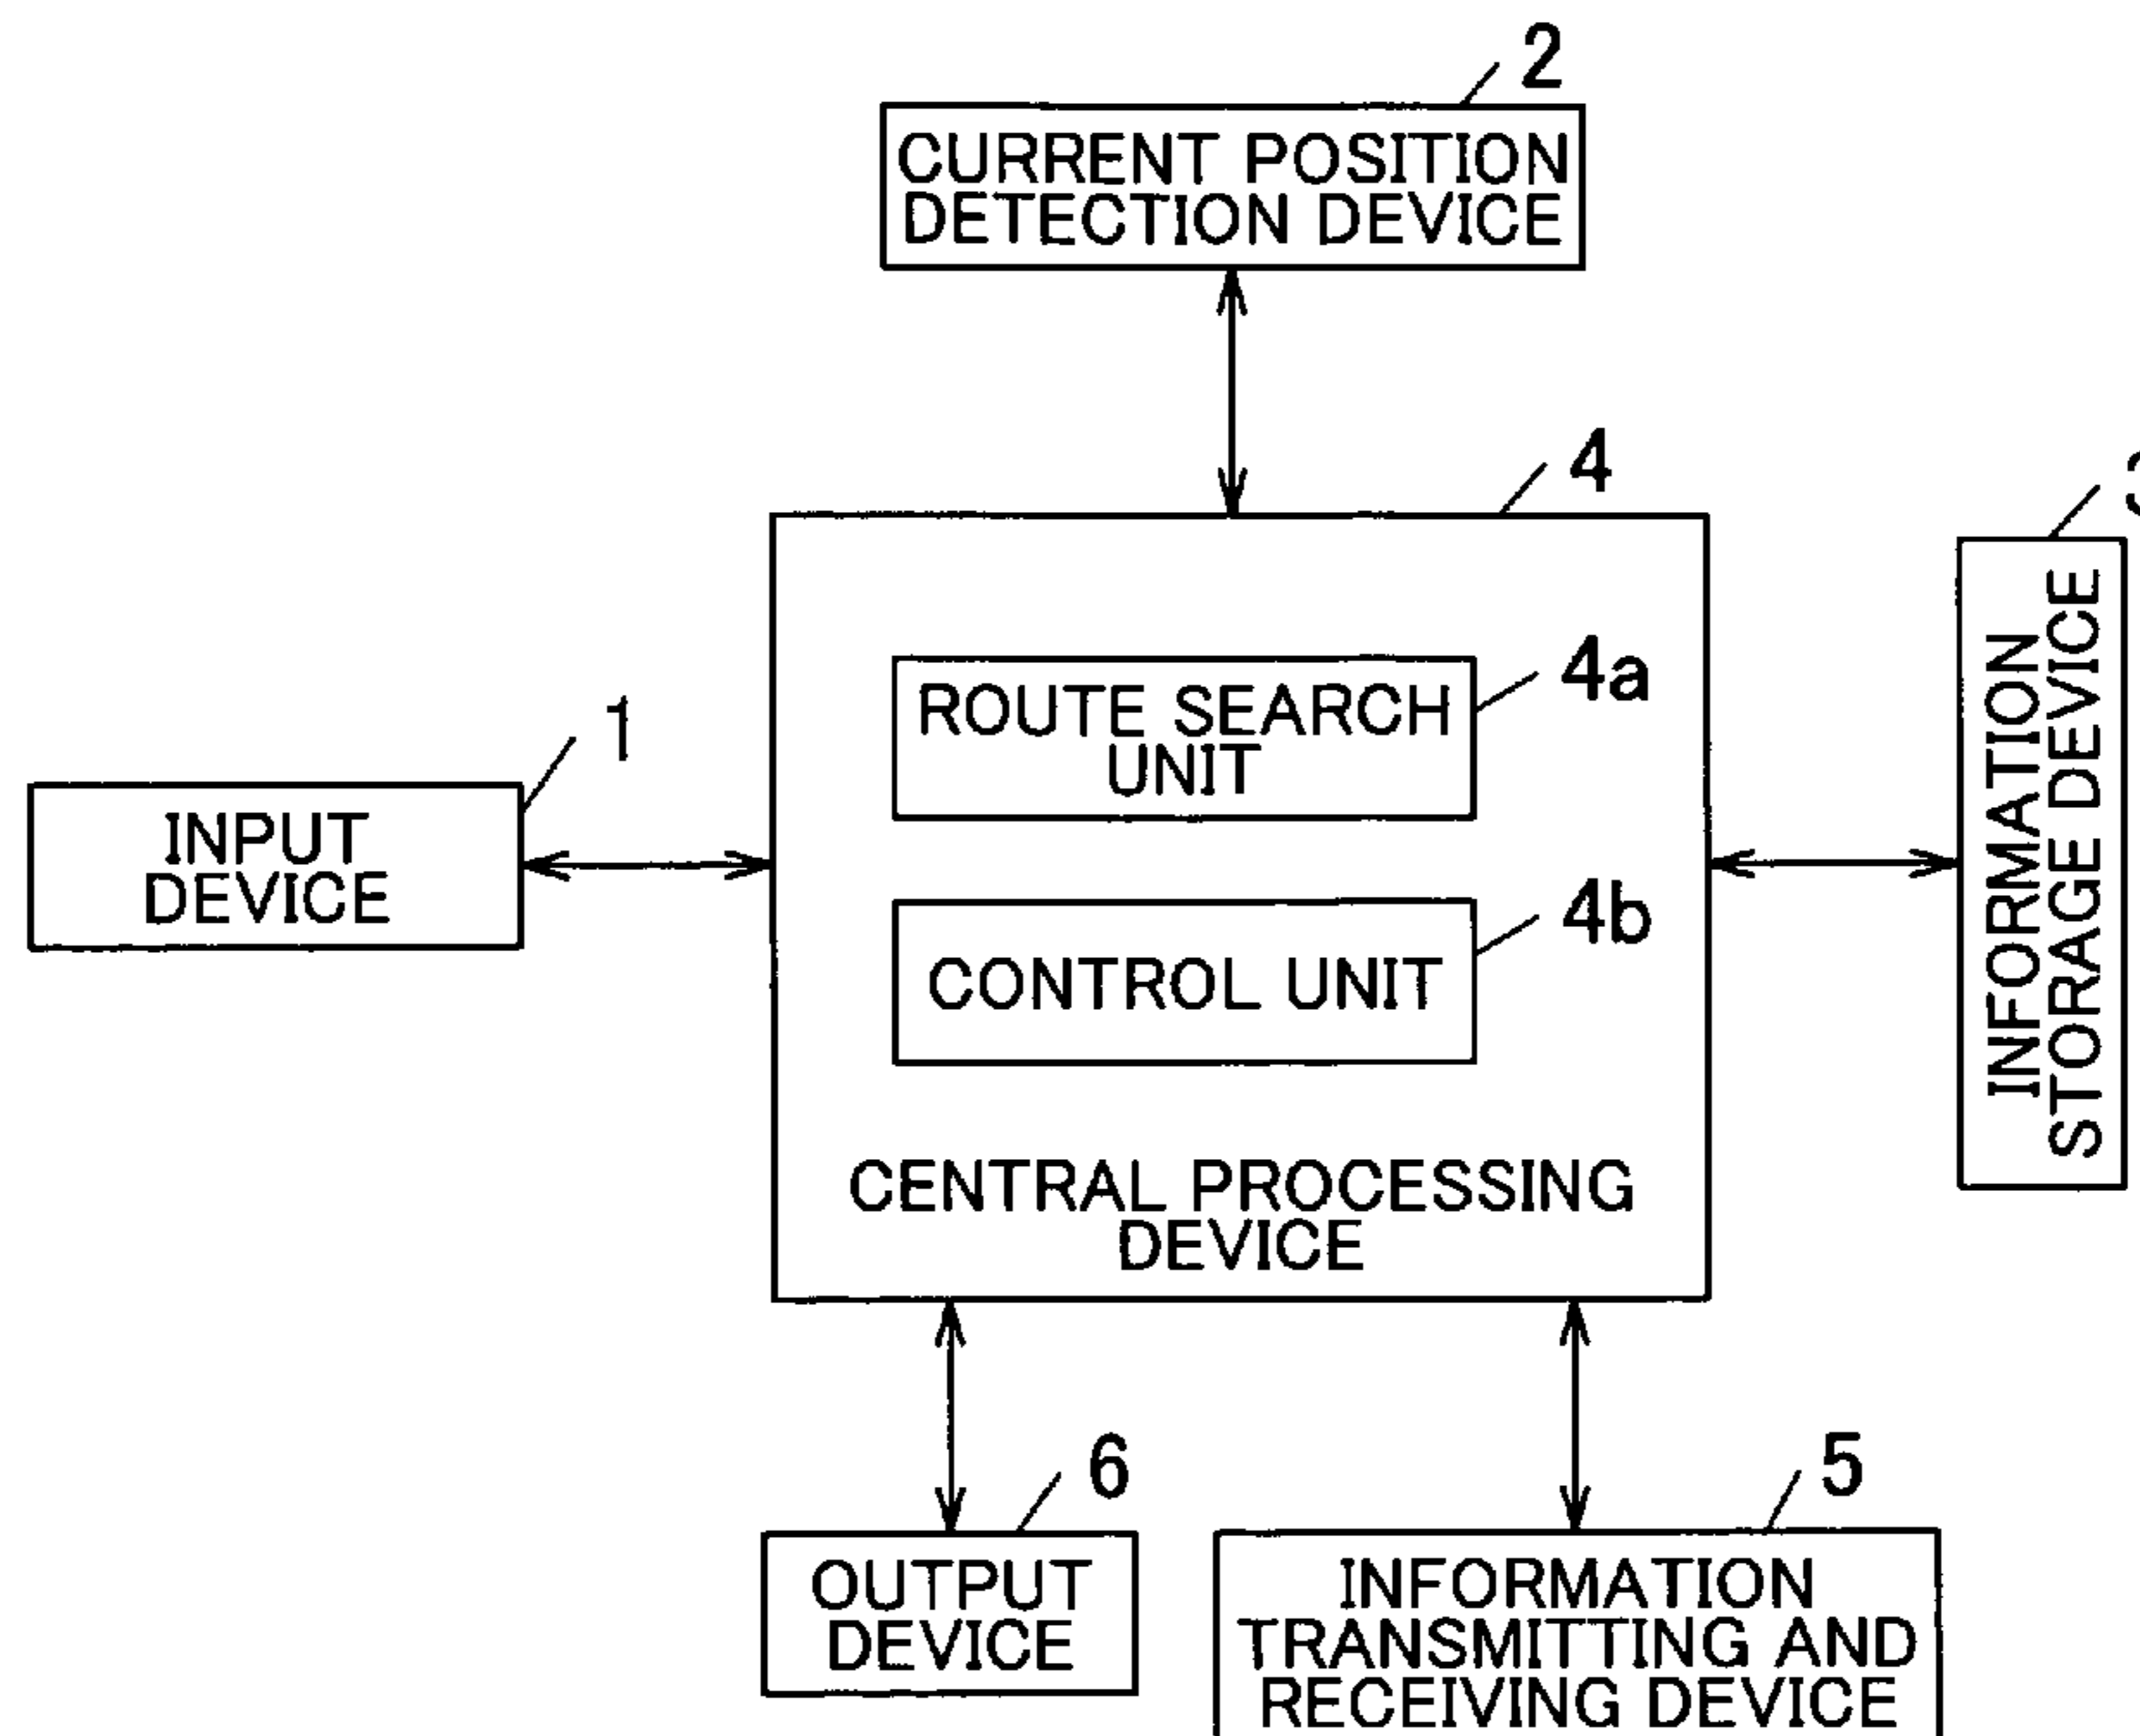 2
CURRENT POSITION
DETECTION DEVICE
4
4a
ROUTE SEARCH
UNIT
1
INPUT
DEVICE
4b
CONTROL UNIT
INFORMATION
STORAGE DEVICE
CENTRAL PROCESSING
DEVICE
6
OUTPUT
DEVICE
5
INFORMATION
TRANSMITTING AND
RECEIVING DEVICE